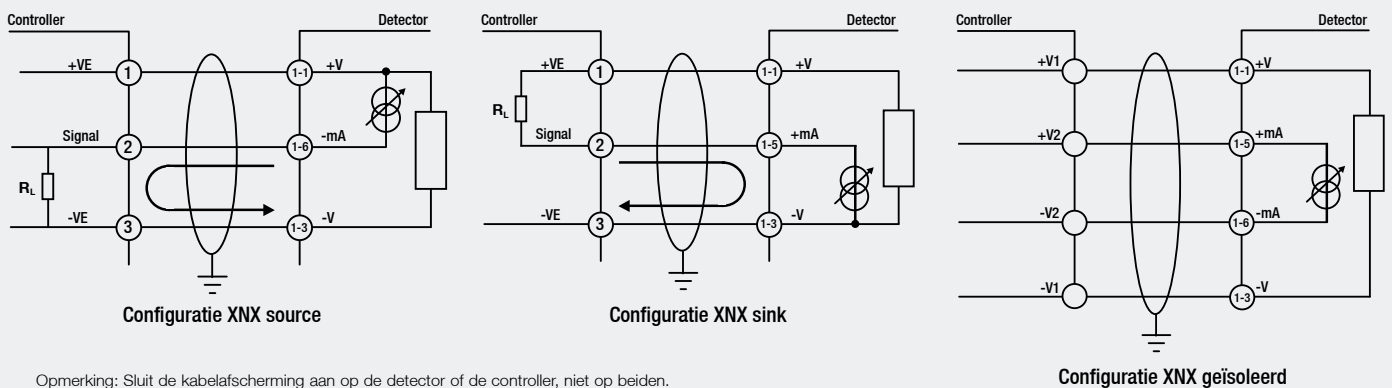 Controller
Detector
+VE
1
1-1
+V
Signal
2
1-6
-mA
RL
-VE
3
1-3
-V
Configuratie XNX source
Controller
Detector
+VE
1
1-1
+V
RL
Signal
2
1-5
+mA
-VE
3
1-3
-V
Configuratie XNX sink
Controller
Detector
+V1
1-1
+V
+V2
1-5
+mA
-V2
1-6
-mA
-V1
1-3
-V
Configuratie XNX geïsoleerd
Opmerking: Sluit de kabelafscherming aan op de detector of de controller, niet op beiden.